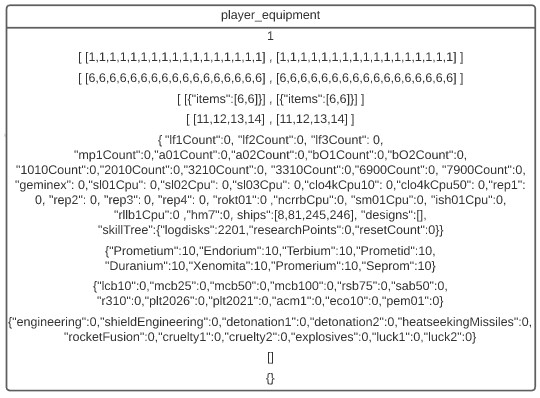 player_equipment
1
[ [1,1,1,1,1,1,1,1,1,1,1,1,1,1,1,1,1] , [1,1,1,1,1,1,1,1,1,1,1,1,1,1,1,1,1] ]
[ [6,6,6,6,6,6,6,6,6,6,6,6,6,6,6,6,6] , [6,6,6,6,6,6,6,6,6,6,6,6,6,6,6,6,6] ]
[ [{"items":[6,6]}] , [{"items":[6,6]}] ]
[ [11,12,13,14] , [11,12,13,14] ]
{ "lf1Count":0, "lf2Count":0, "lf3Count": 0,
"mp1Count":0,"a01Count":0,"a02Count":0,"bO1Count":0,"bO2Count":0,
"1010Count":0,"2010Count":0,"3210Count":0, "3310Count":0,"6900Count":0, "7900Count":0,
"geminex": 0,"sl01Cpu": 0,"sl02Cpu": 0,"sl03Cpu": 0,"clo4kCpu10": 0,"clo4kCpu50": 0,"rep1":
0, "rep2": 0, "rep3": 0, "rep4": 0, "rokt01":0 ,"ncrrbCpu":0, "sm01Cpu":0, "ish01Cpu":0,
"rllb1Cpu":0 ,"hm7":0, ships":[8,81,245,246], "designs":[],
"skillTree":{"logdisks":2201,"researchPoints":0,"resetCount":0}}
{"Prometium":10,"Endorium":10,"Terbium":10,"Prometid":10,
"Duranium":10,"Xenomita":10,"Promerium":10,"Seprom":10}
{"lcb10":0,"mcb25":0,"mcb50":0,"mcb100":0,"rsb75":0,"sab50":0,
"r310":0,"plt2026":0,"plt2021":0,"acm1":0,"eco10":0,"pem01":0}
{"engineering":0,"shieldEngineering":0,"detonation1":0,"detonation2":0,"heatseekingMissiles":0,
"rocketFusion":0,"cruelty1":0,"cruelty2":0,"explosives":0,"luck1":0,"luck2":0}
[]
{}